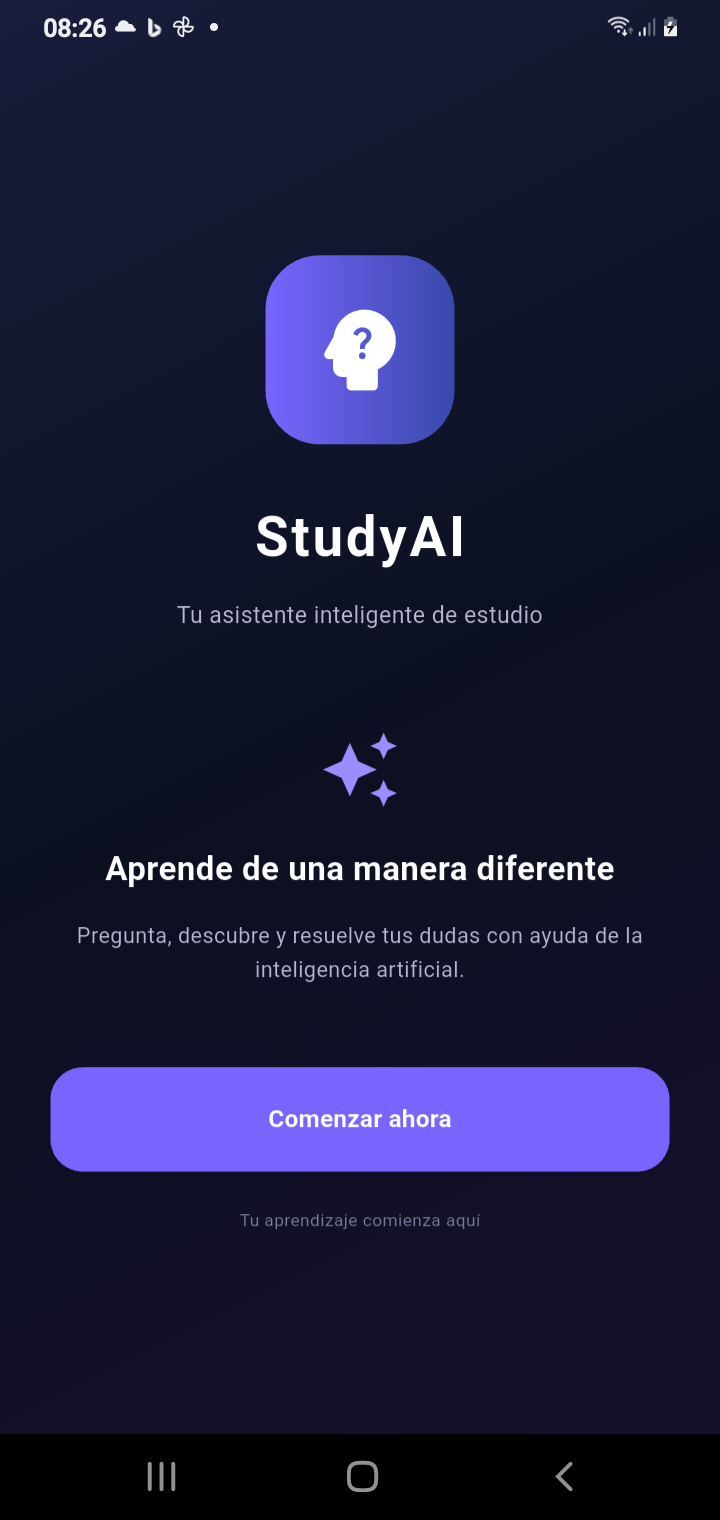 08:26
?
StudyAI
Tu asistente inteligente de estudio
Aprende de una manera diferente
Pregunta, descubre y resuelve tus dudas con ayuda de la
inteligencia artificial.
Comenzar ahora
Tu aprendizaje comienza aquí